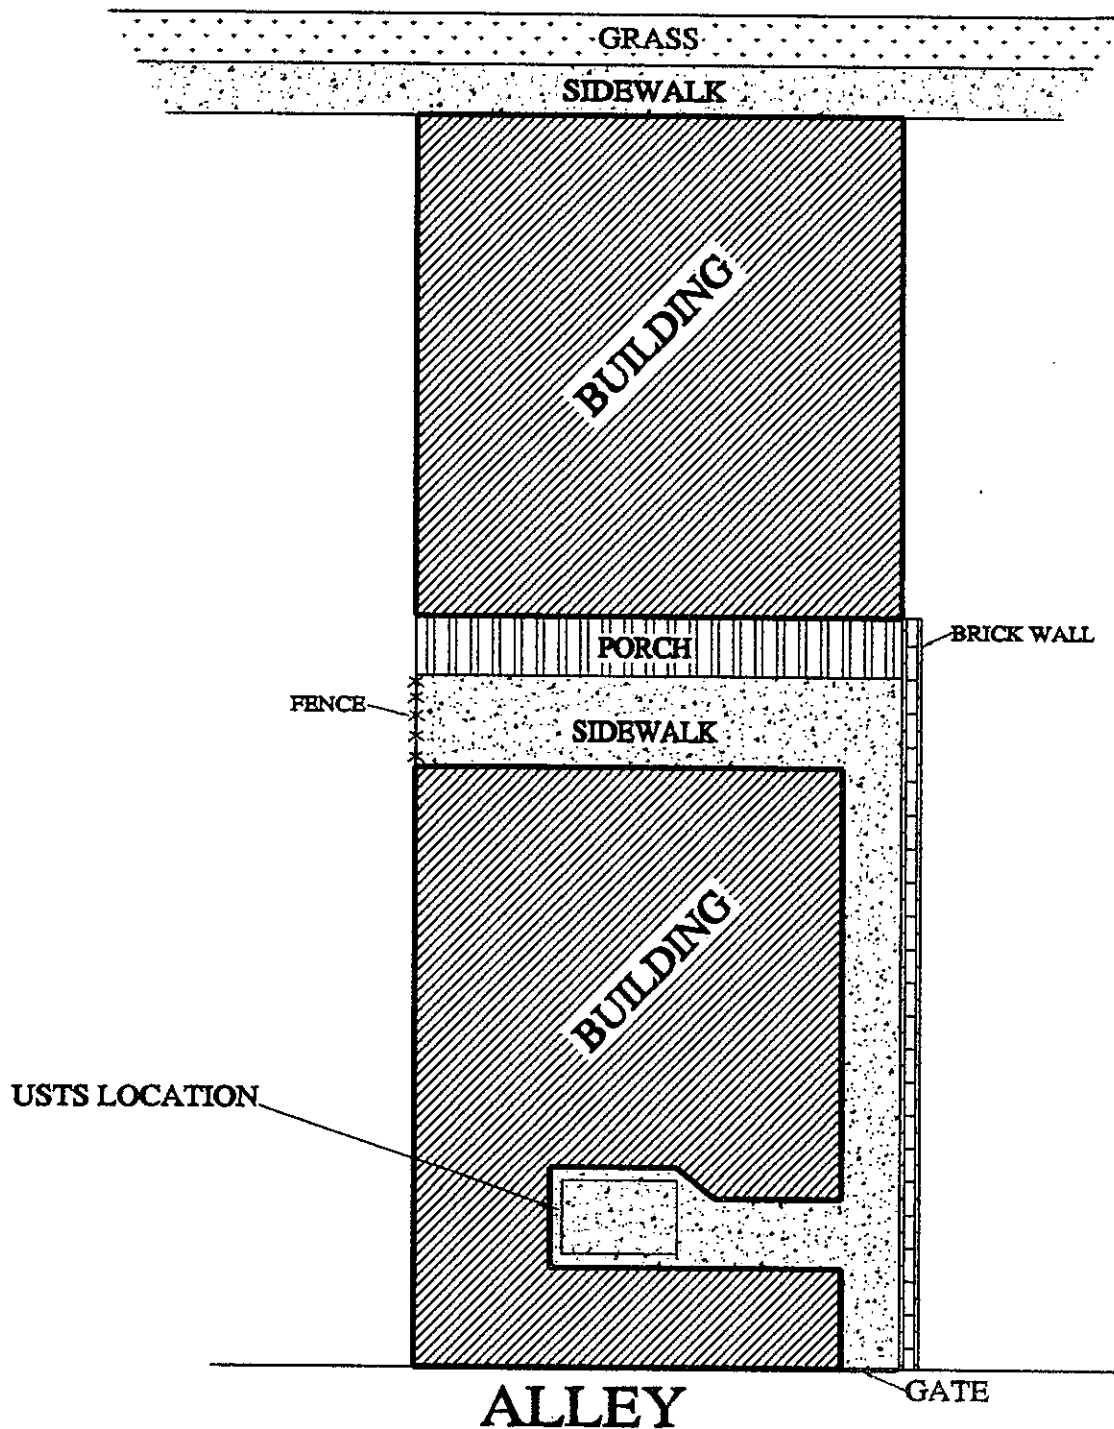 GRASS
SIDEWALK
BUILDING
PORCH
BRICK WALL
FENCE
SIDEWALK
BUILDING
USTS LOCATION
GATE
ALLEY